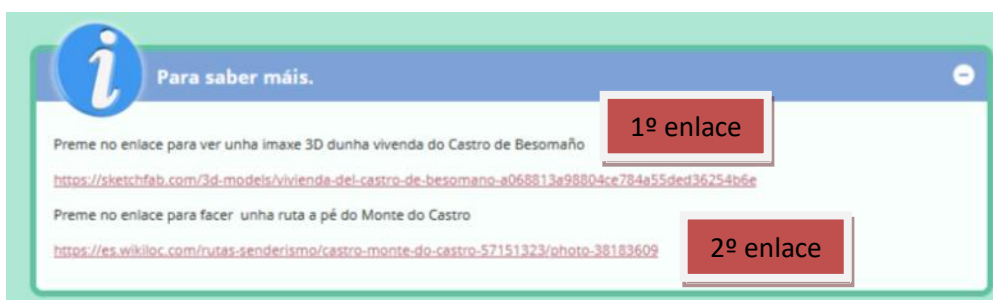 Para saber máis.
1º enlace
Preme no enlace para ver unha imaxe 3D dunha vivenda do Castro de Besomaño
https://sketchfab.com/3d-models/vivienda-del-castro-de-besomano-a068813a98804ce784a55ded36254b6e
Preme no enlace para facer unha ruta a pé do Monte do Castro
https://es.wikiloc.com/rutas-senderismo/castro-monte-do-castro-57151323/photo-38183609
2º enlace